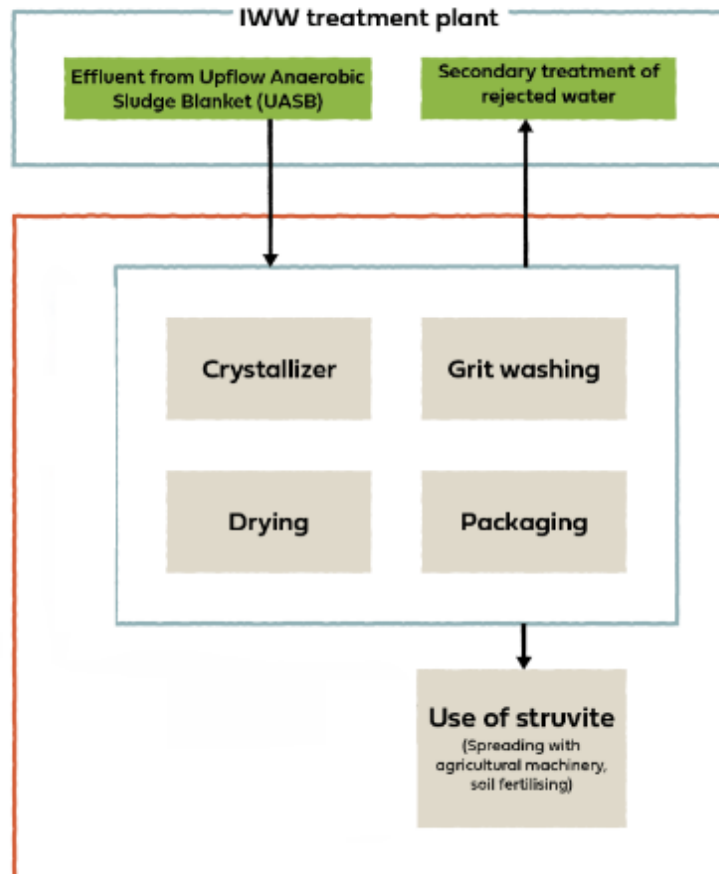 IWW treatment plant
Effluent from Upflow Anaerobic
Sludge Blanket (UASB)
Secondary treatment of
rejected water
Crystallizer
Grit washing
Drying
Packaging
Use of struvite
(Spreading with
agricultural machinery,
soil fertilising)